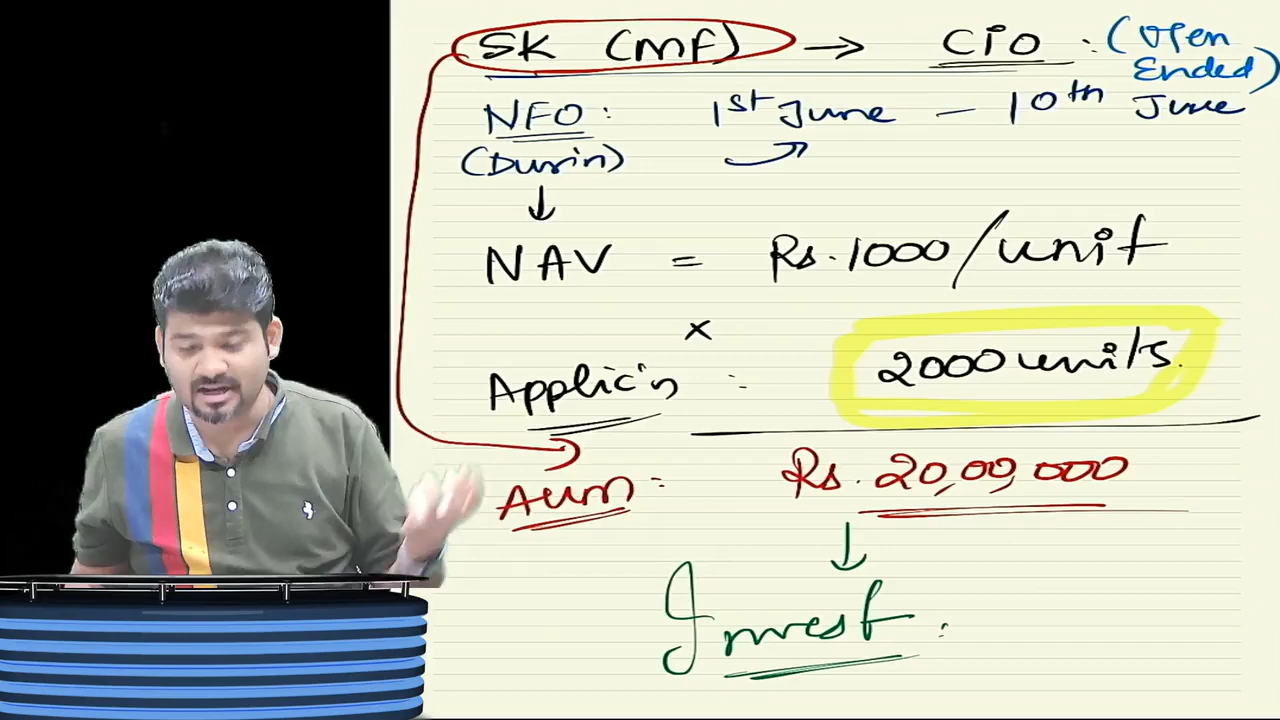 SK (MF) → CIO : (Open
Ended)
NFO : 1st June – 10th June
(Durin)
↓
NAV = Rs. 1000/unit
×
Applic'n : 2000 units.
AUM : Rs. 20,00,000
↓
Invest :